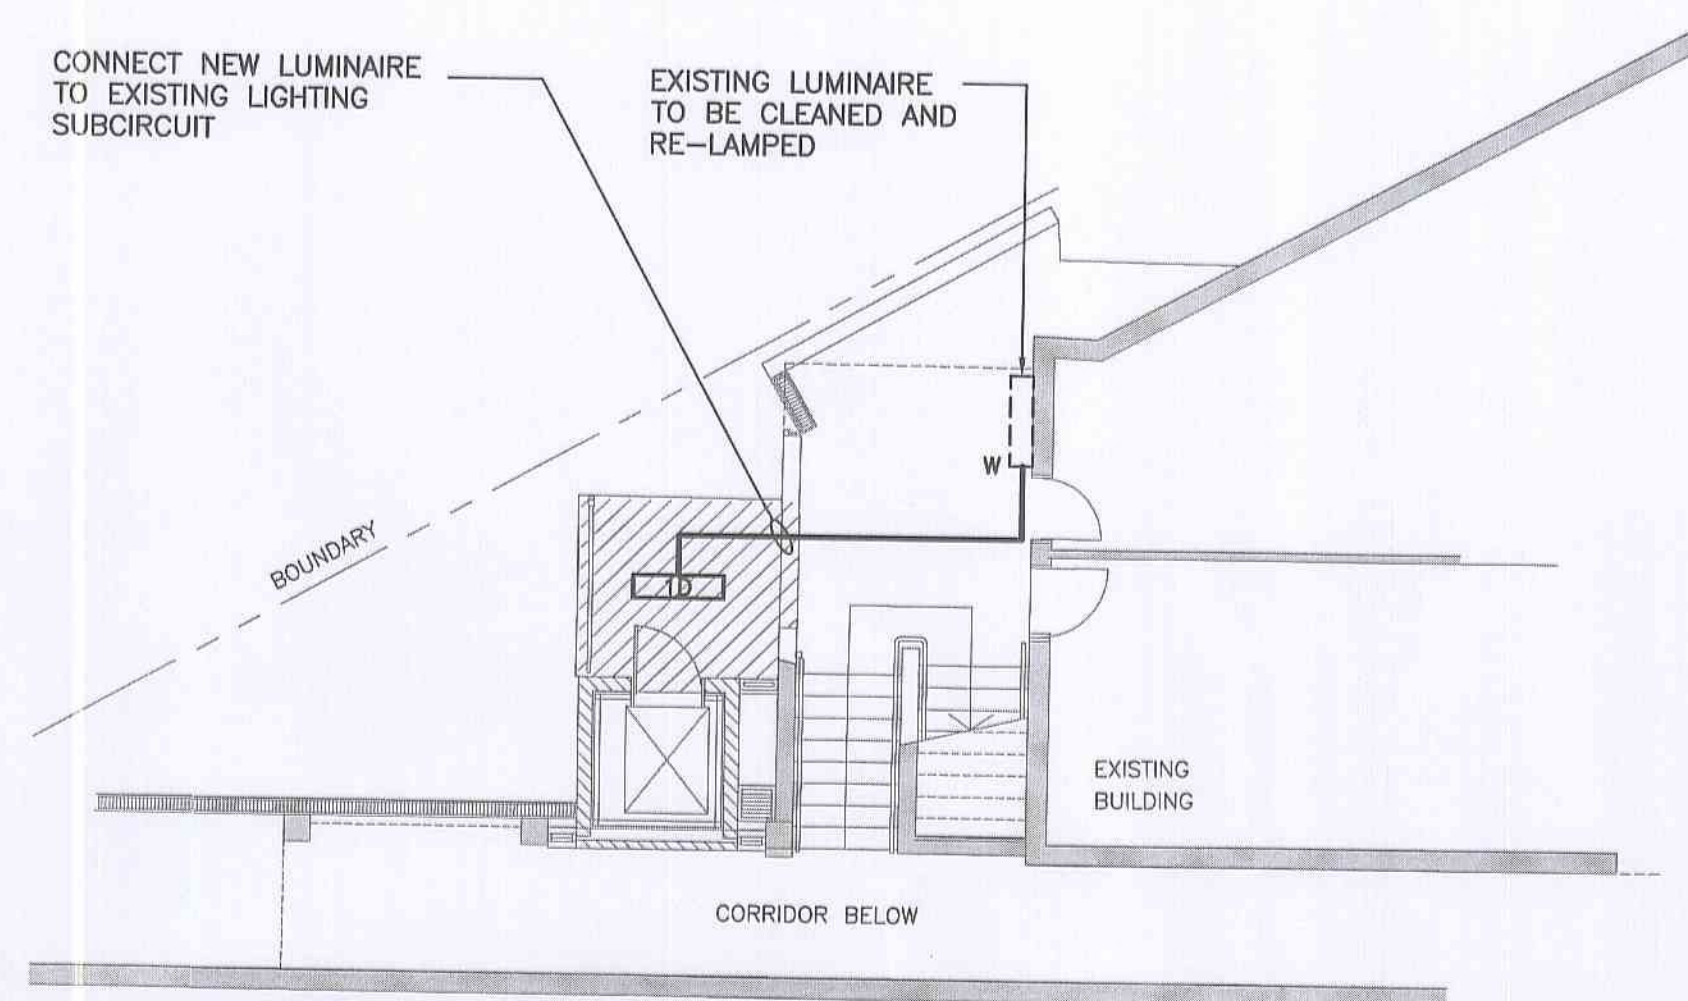 CONNECT NEW LUMINAIRE
TO EXISTING LIGHTING
SUBCIRCUIT
EXISTING LUMINAIRE
TO BE CLEANED AND
RE-LAMPED
W
BOUNDARY
1D
EXISTING
BUILDING
CORRIDOR BELOW